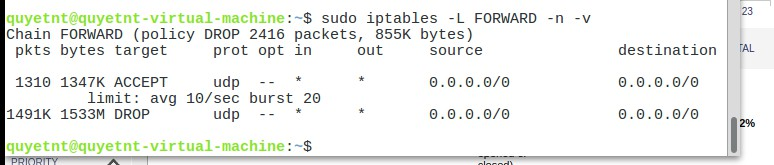 quyetnt@quyetnt-virtual-machine:~$ sudo iptables -L FORWARD -n -v
Chain FORWARD (policy DROP 2416 packets, 855K bytes)
 pkts bytes target     prot opt in     out     source               destination
 1310 1347K ACCEPT     udp  --  *      *       0.0.0.0/0            0.0.0.0/0
         limit: avg 10/sec burst 20
1491K 1533M DROP       udp  --  *      *       0.0.0.0/0            0.0.0.0/0
quyetnt@quyetnt-virtual-machine:~$
23
TAL
2%
PRIORITY
closed)